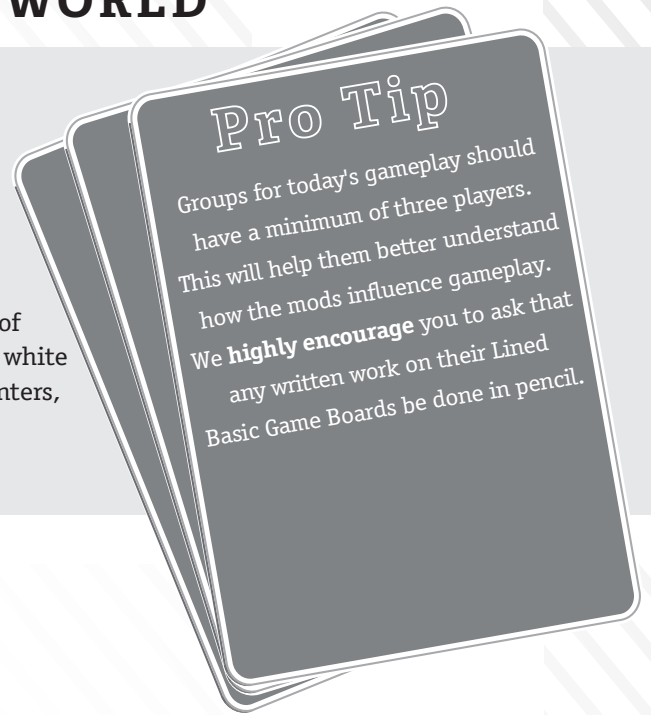 WORLD
of
white
Pro Tip
Groups for today's gameplay should
have a minimum of three players.
This will help them better understand
how the mods influence gameplay.
We highly encourage you to ask that
any written work on their Lined
Basic Game Boards be done in pencil.